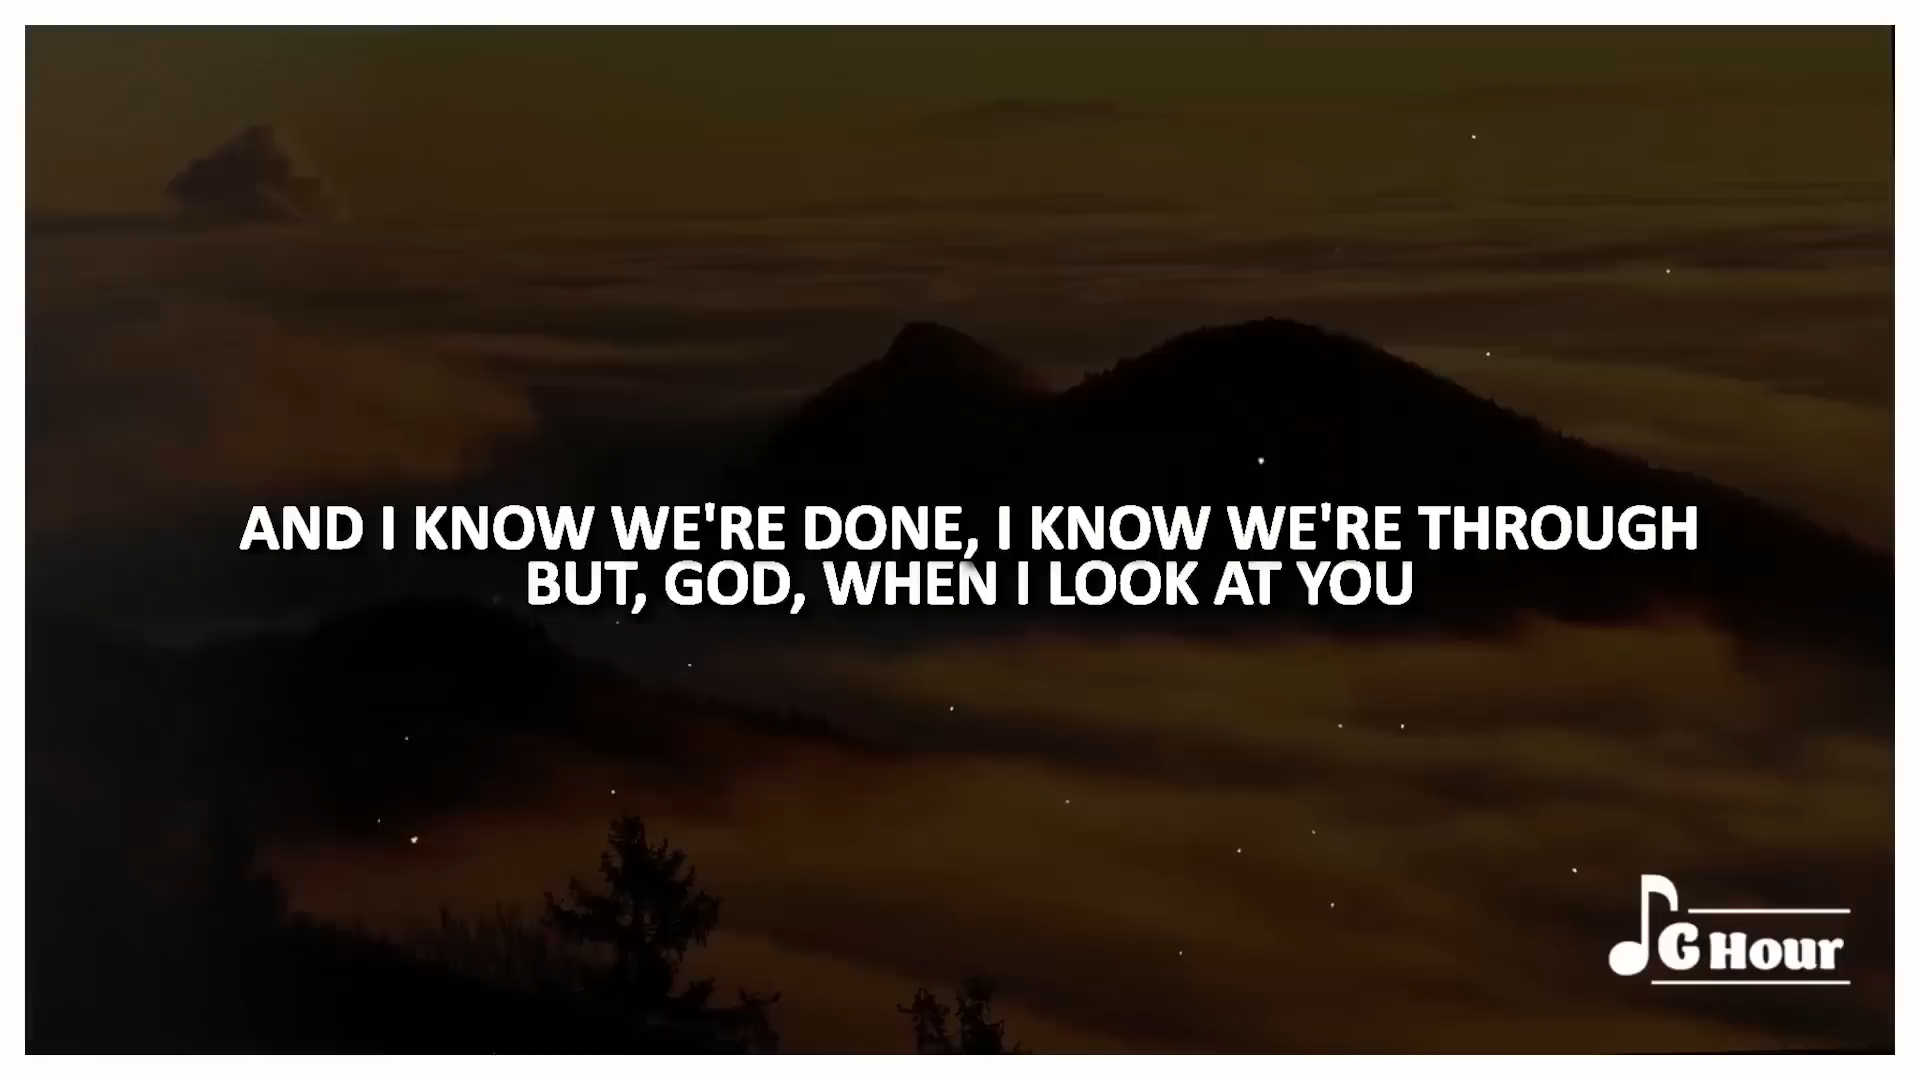 AND I KNOW WE'RE DONE, I KNOW WE'RE THROUGH
BUT, GOD, WHEN I LOOK AT YOU
G Hour